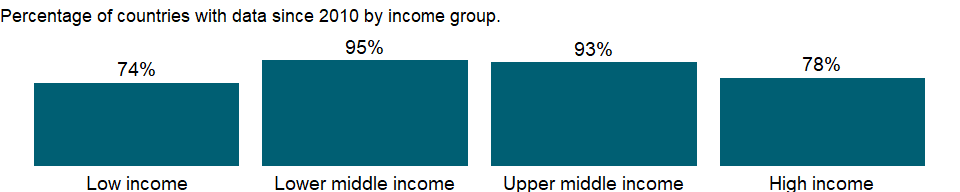 Percentage of countries with data since 2010 by income group.
74%
95%
93%
78%
Low income
Lower middle income
Upper middle income
High income